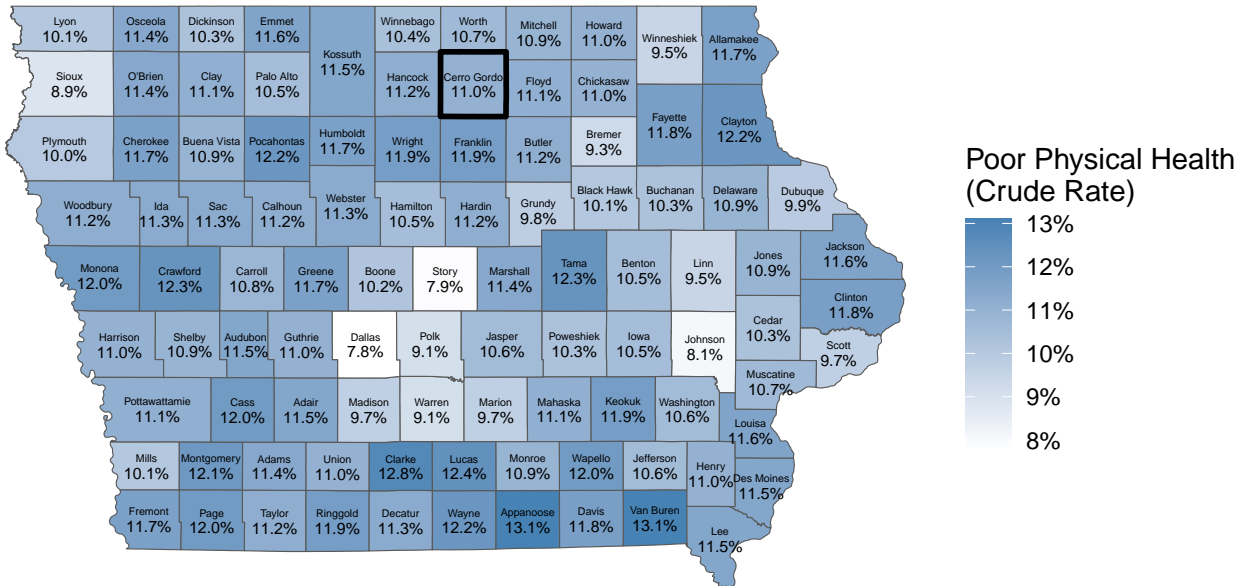 Lyon
10.1%
Osceola
11.4%
Dickinson
10.3%
Emmet
11.6%
Kossuth
11.5%
Winnebago
10.4%
Worth
10.7%
Mitchell
10.9%
Howard
11.0%
Winneshiek
9.5%
Allamakee
11.7%
Sioux
8.9%
O'Brien
11.4%
Clay
11.1%
Palo Alto
10.5%
Hancock
11.2%
Cerro Gordo
11.0%
Floyd
11.1%
Chickasaw
11.0%
Fayette
11.8%
Clayton
12.2%
Plymouth
10.0%
Cherokee
11.7%
Buena Vista
10.9%
Pocahontas
12.2%
Humboldt
11.7%
Wright
11.9%
Franklin
11.9%
Butler
11.2%
Bremer
9.3%
Woodbury
11.2%
Ida
11.3%
Sac
11.3%
Calhoun
11.2%
Webster
11.3%
Hamilton
10.5%
Hardin
11.2%
Grundy
9.8%
Black Hawk
10.1%
Buchanan
10.3%
Delaware
10.9%
Dubuque
9.9%
Monona
12.0%
Crawford
12.3%
Carroll
10.8%
Greene
11.7%
Boone
10.2%
Story
7.9%
Marshall
11.4%
Tama
12.3%
Benton
10.5%
Linn
9.5%
Jones
10.9%
Jackson
11.6%
Clinton
11.8%
Harrison
11.0%
Shelby
10.9%
Audubon
11.5%
Guthrie
11.0%
Dallas
7.8%
Polk
9.1%
Jasper
10.6%
Poweshiek
10.3%
Iowa
10.5%
Johnson
8.1%
Cedar
10.3%
Scott
9.7%
Muscatine
10.7%
Pottawattamie
11.1%
Cass
12.0%
Adair
11.5%
Madison
9.7%
Warren
9.1%
Marion
9.7%
Mahaska
11.1%
Keokuk
11.9%
Washington
10.6%
Louisa
11.6%
Mills
10.1%
Montgomery
12.1%
Adams
11.4%
Union
11.0%
Clarke
12.8%
Lucas
12.4%
Monroe
10.9%
Wapello
12.0%
Jefferson
10.6%
Henry
11.0%
Des Moines
11.5%
Fremont
11.7%
Page
12.0%
Taylor
11.2%
Ringgold
11.9%
Decatur
11.3%
Wayne
12.2%
Appanoose
13.1%
Davis
11.8%
Van Buren
13.1%
Lee
11.5%
Poor Physical Health
(Crude Rate)
13%
12%
11%
10%
9%
8%